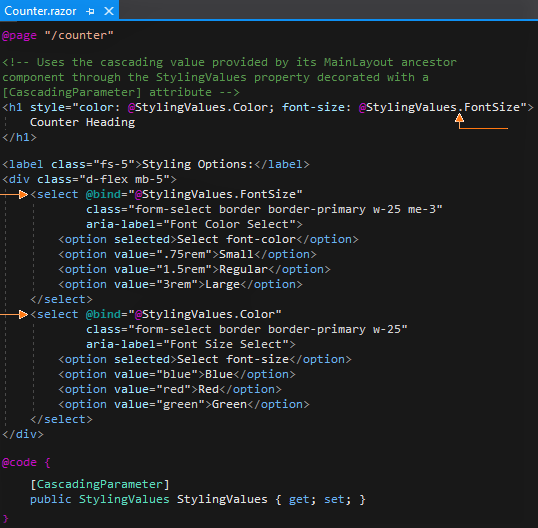 Counter.razor
@page "/counter"
<!-- Uses the cascading value provided by its MainLayout ancestor
component through the StylingValues property decorated with a
[CascadingParameter] attribute -->
<h1 style="color: @StylingValues.Color; font-size: @StylingValues.FontSize">
    Counter Heading
</h1>
<label class="fs-5">Styling Options:</label>
<div class="d-flex mb-5">
    <select @bind="@StylingValues.FontSize"
            class="form-select border border-primary w-25 me-3"
            aria-label="Font Color Select">
        <option selected>Select font-color</option>
        <option value=".75rem">Small</option>
        <option value="1.5rem">Regular</option>
        <option value="3rem">Large</option>
    </select>
    <select @bind="@StylingValues.Color"
            class="form-select border border-primary w-25"
            aria-label="Font Size Select">
        <option selected>Select font-size</option>
        <option value="blue">Blue</option>
        <option value="red">Red</option>
        <option value="green">Green</option>
    </select>
</div>
@code {
    [CascadingParameter]
    public StylingValues StylingValues { get; set; }
}